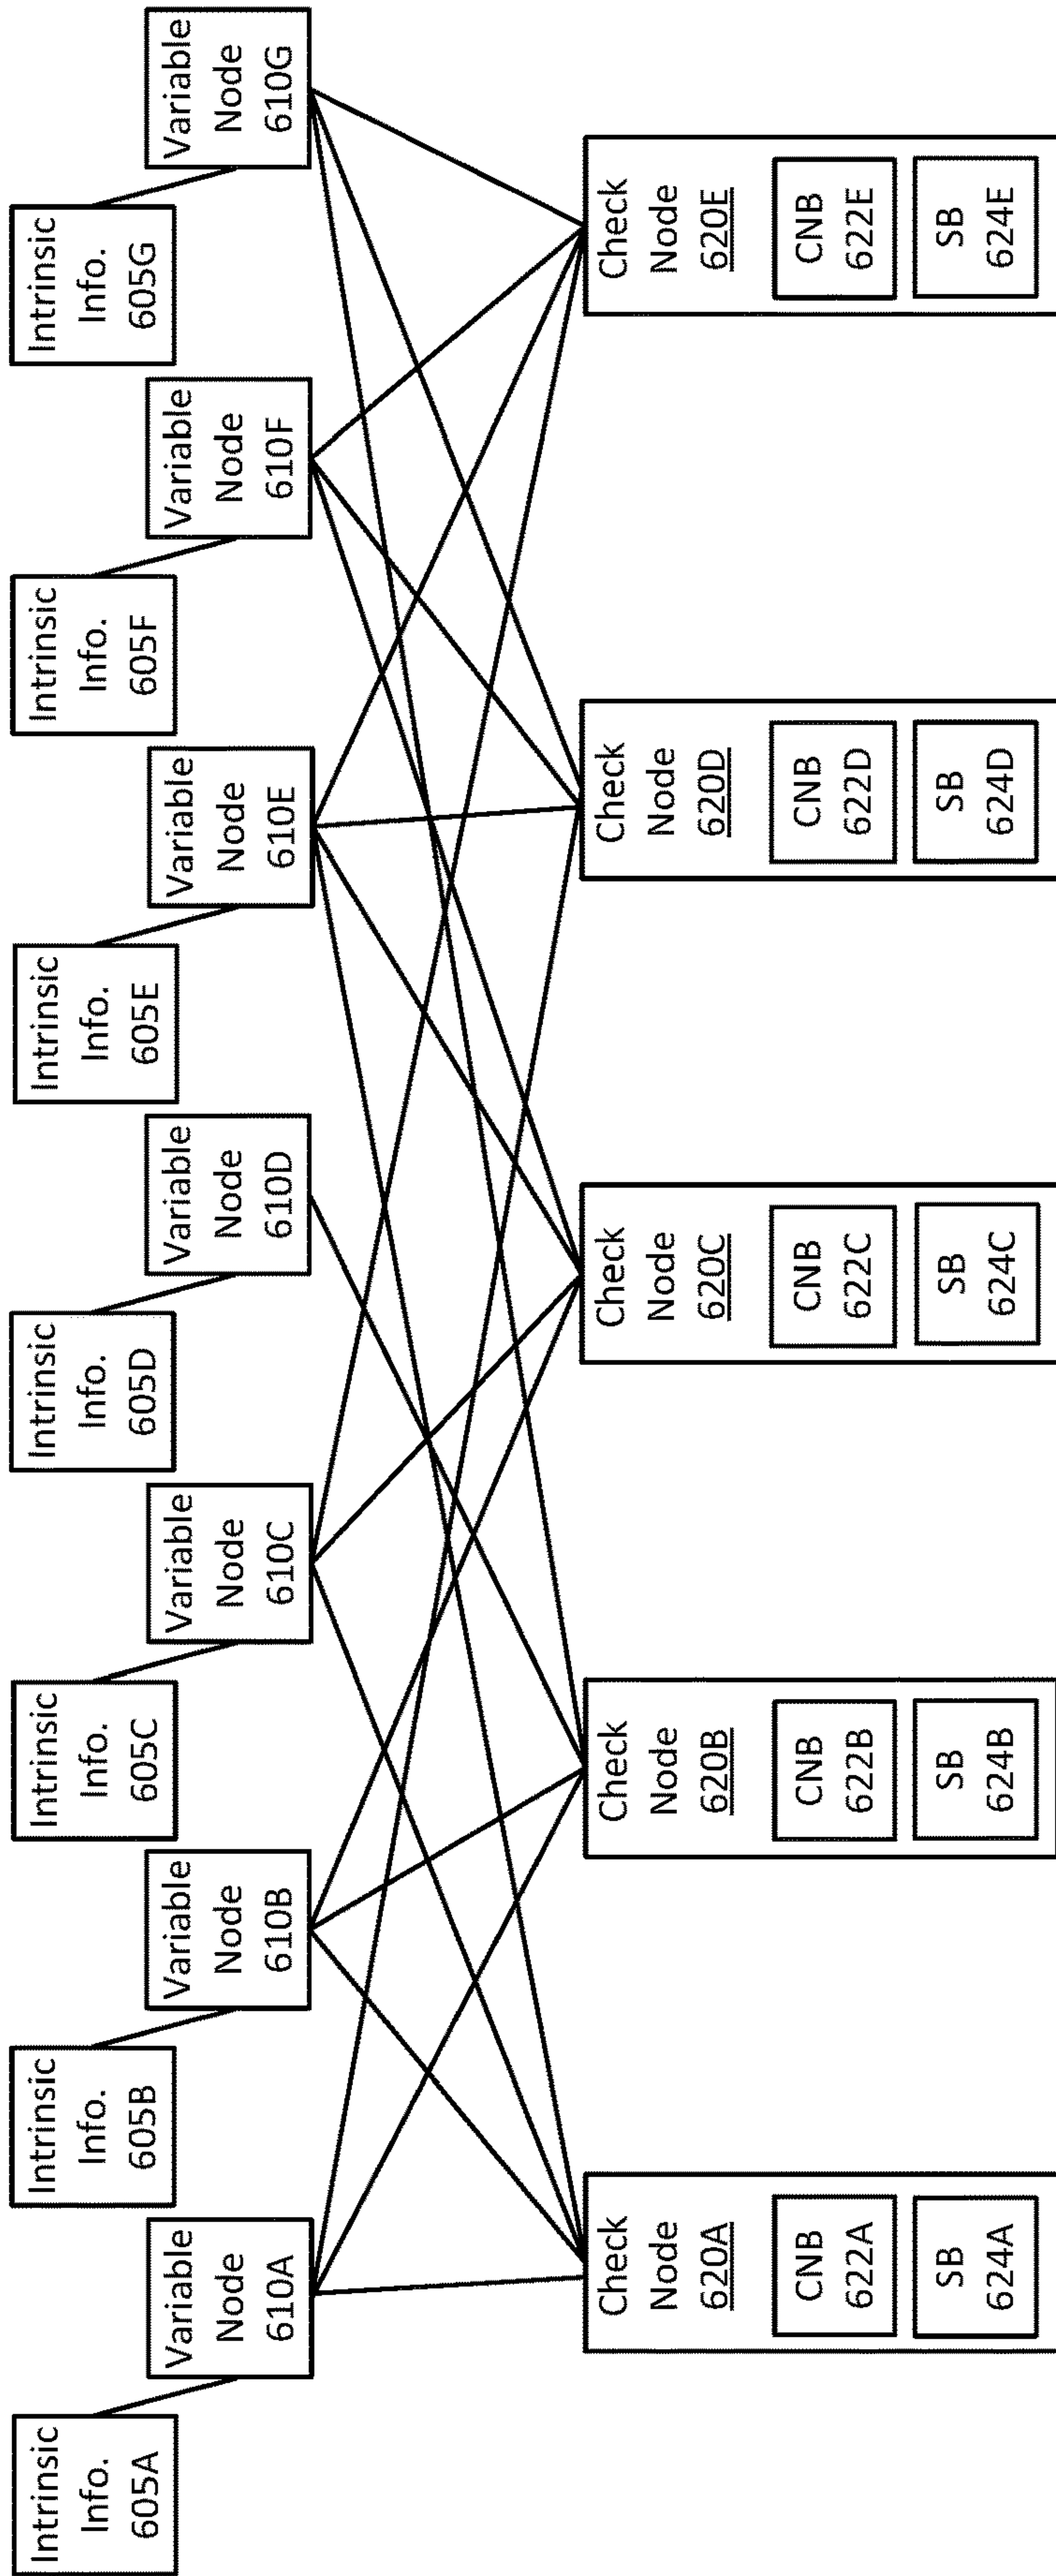 Intrinsic
Info.
605A
Intrinsic
Info.
605B
Intrinsic
Info.
605C
Intrinsic
Info.
605D
Intrinsic
Info.
605E
Intrinsic
Info.
605F
Intrinsic
Info.
605G
Variable
Node
610A
Variable
Node
610B
Variable
Node
610C
Variable
Node
610D
Variable
Node
610E
Variable
Node
610F
Variable
Node
610G
Check
Node
620A
CNB
622A
SB
624A
Check
Node
620B
CNB
622B
SB
624B
Check
Node
620C
CNB
622C
SB
624C
Check
Node
620D
CNB
622D
SB
624D
Check
Node
620E
CNB
622E
SB
624E